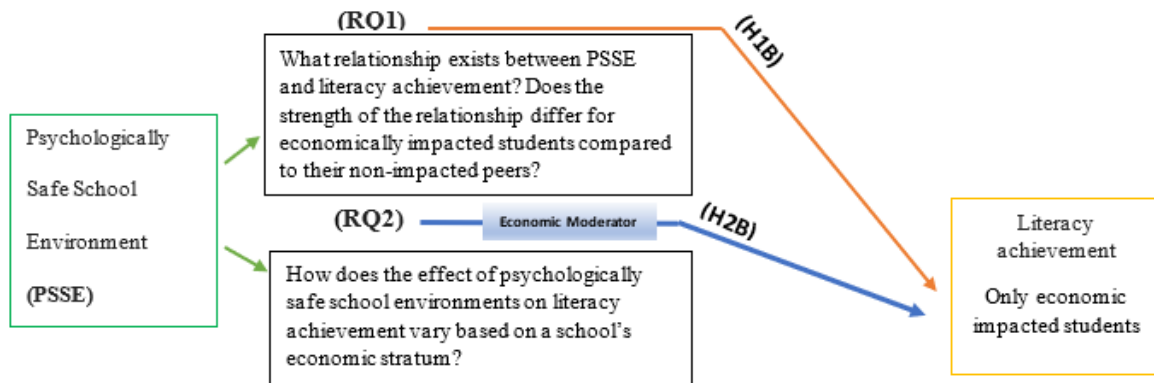 (RQ1)
(H1B)
What relationship exists between PSSE
and literacy achievement? Does the
strength of the relationship differ for
economically impacted students compared
to their non-impacted peers?
Psychologically
Safe School
Environment
(PSSE)
(RQ2)
Economic Moderator
(H2B)
How does the effect of psychologically
safe school environments on literacy
achievement vary based on a school’s
economic stratum?
Literacy
achievement
Only economic
impacted students